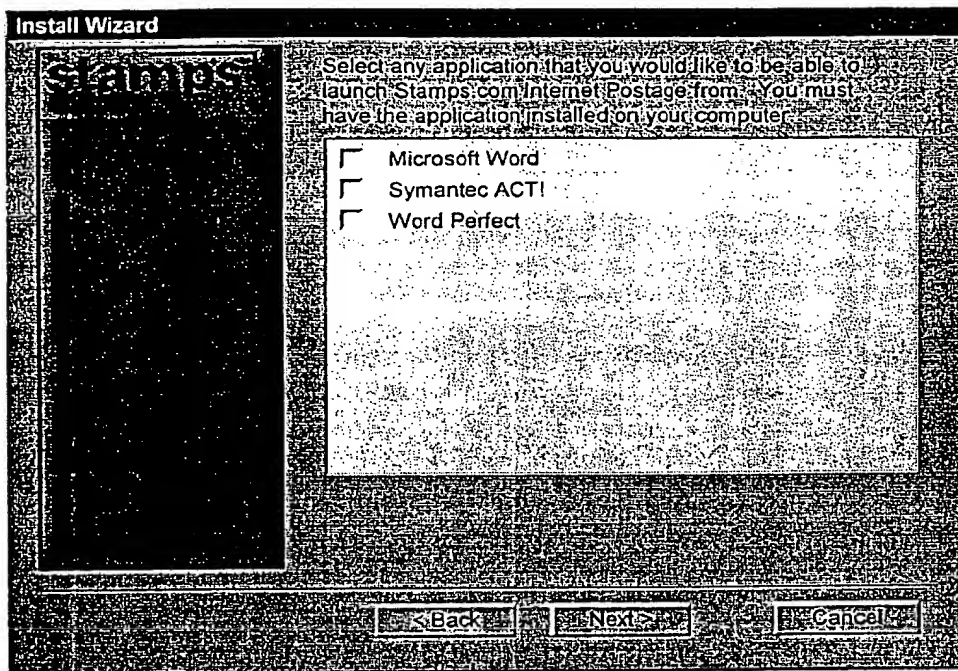 Install Wizard
stamps
Select any application that you would like to be able to
launch Stamps.com Internet Postage from. You must
have the application installed on your computer.
Microsoft Word
Symantec ACT!
Word Perfect
< Back
Next >
Cancel